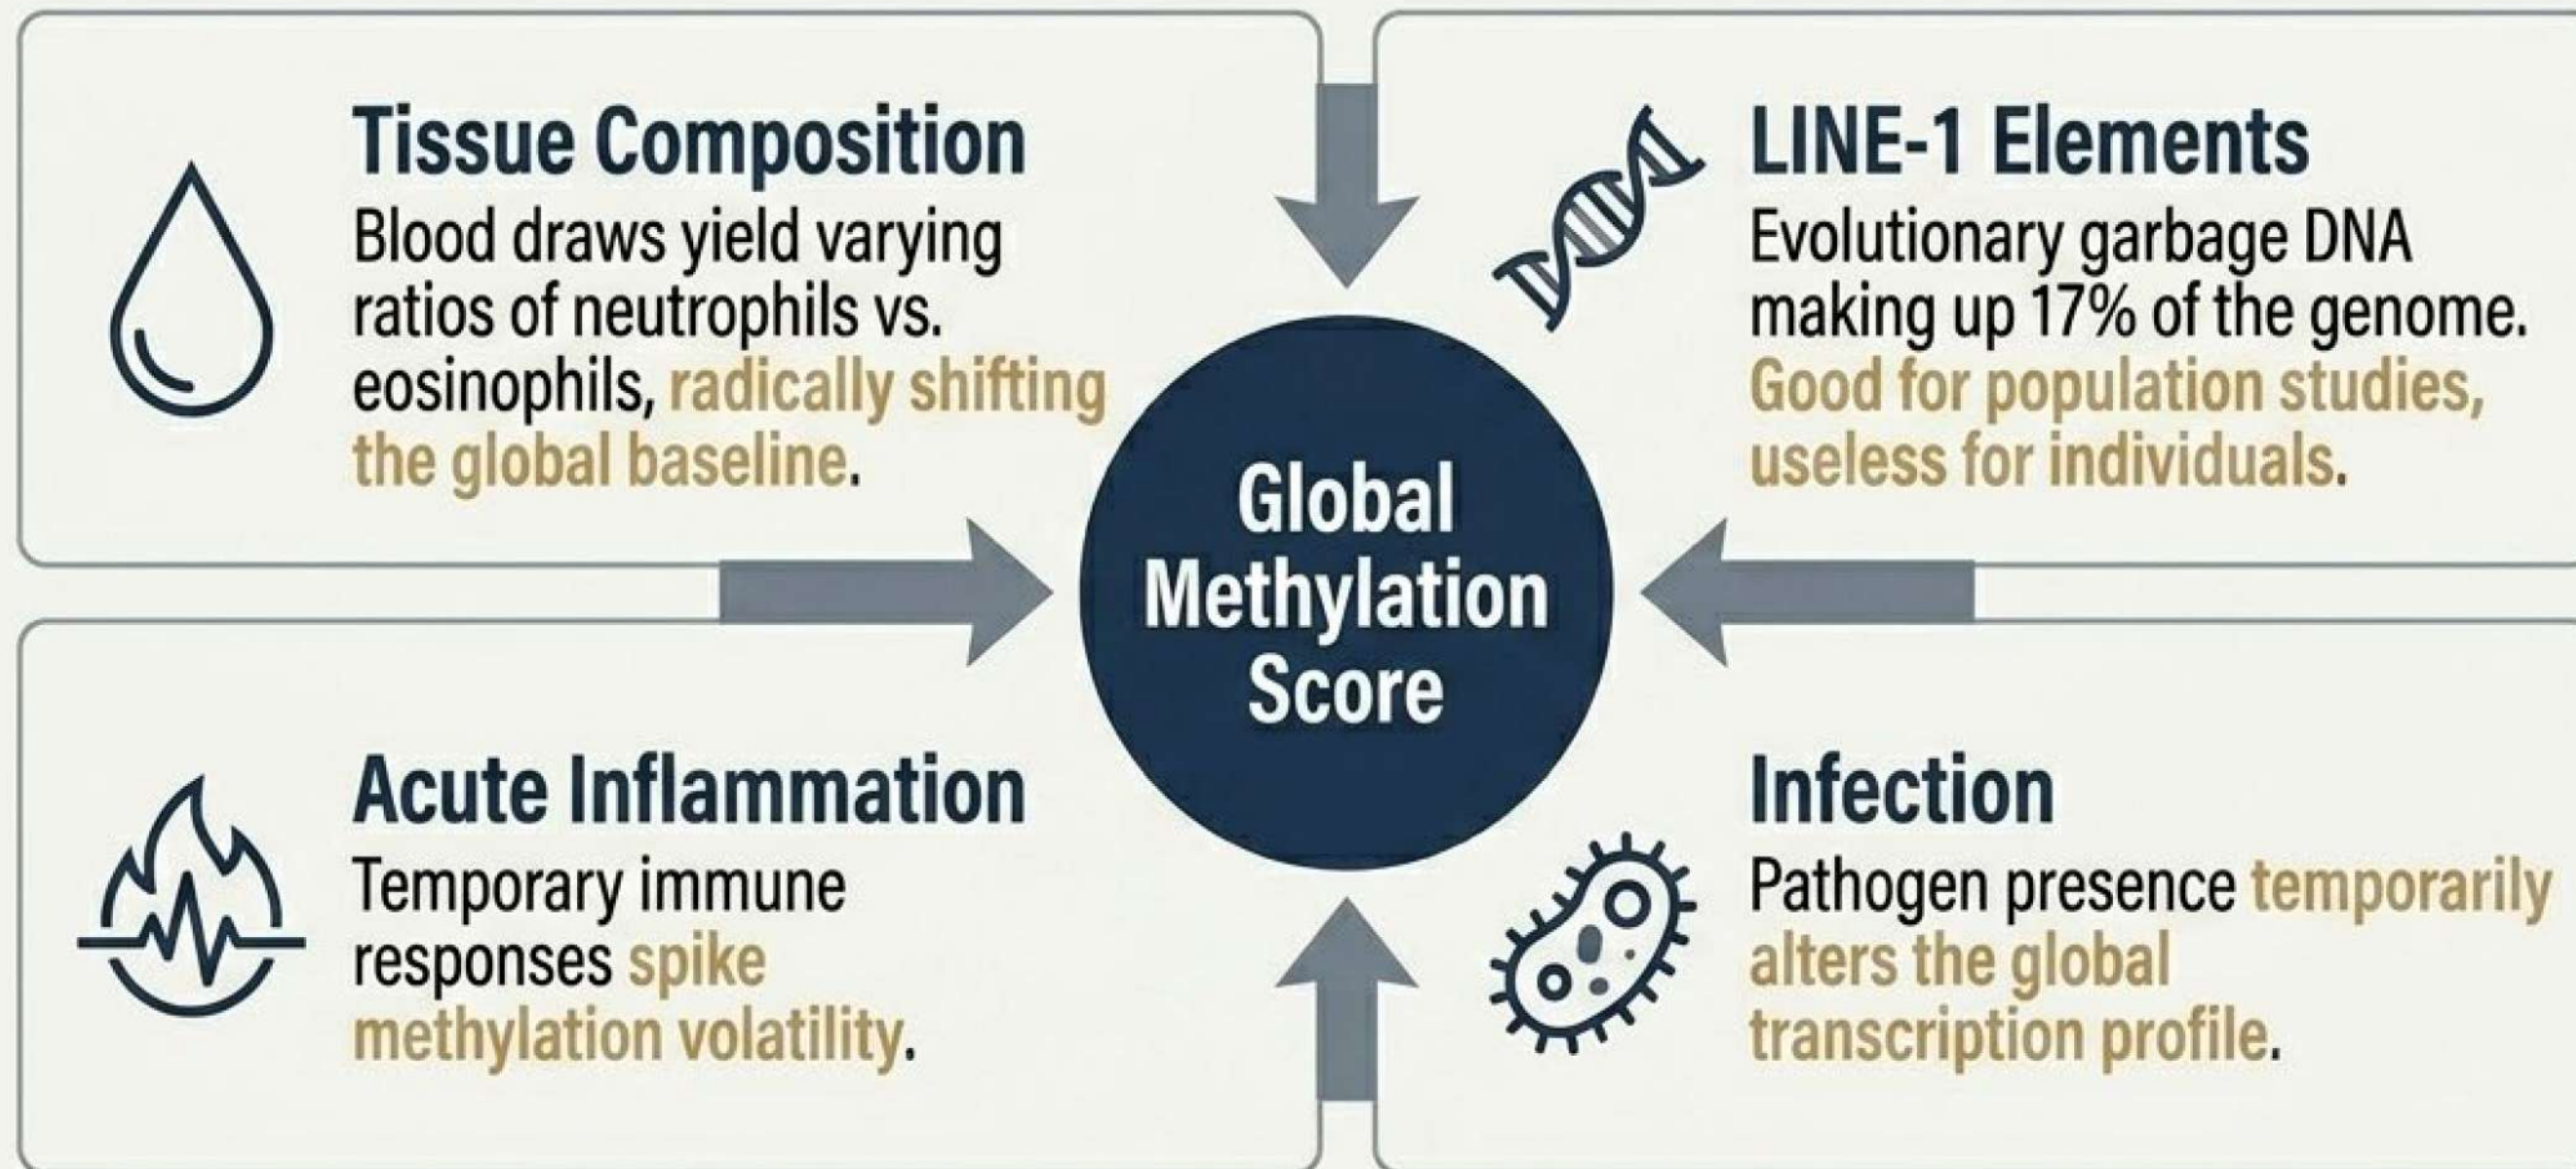 Tissue Composition
Blood draws yield varying
ratios of neutrophils vs.
eosinophils, radically shifting
the global baseline.
LINE-1 Elements
Evolutionary garbage DNA
making up 17% of the genome.
Good for population studies,
useless for individuals.
Global
Methylation
Score
Acute Inflammation
Temporary immune
responses spike
methylation volatility.
Infection
Pathogen presence temporarily
alters the global
transcription profile.